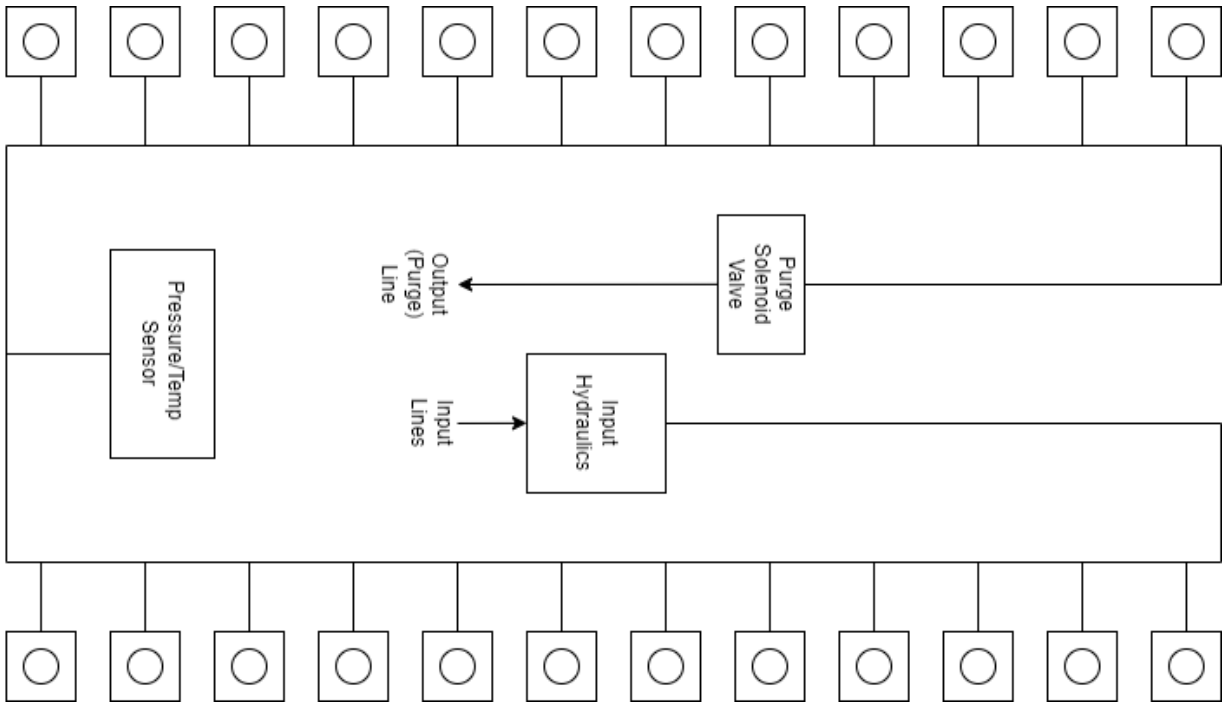 Purge
Solenoid
Valve
Output
(Purge)
Line
Pressure/Temp
Sensor
Input
Hydraulics
Input
Lines